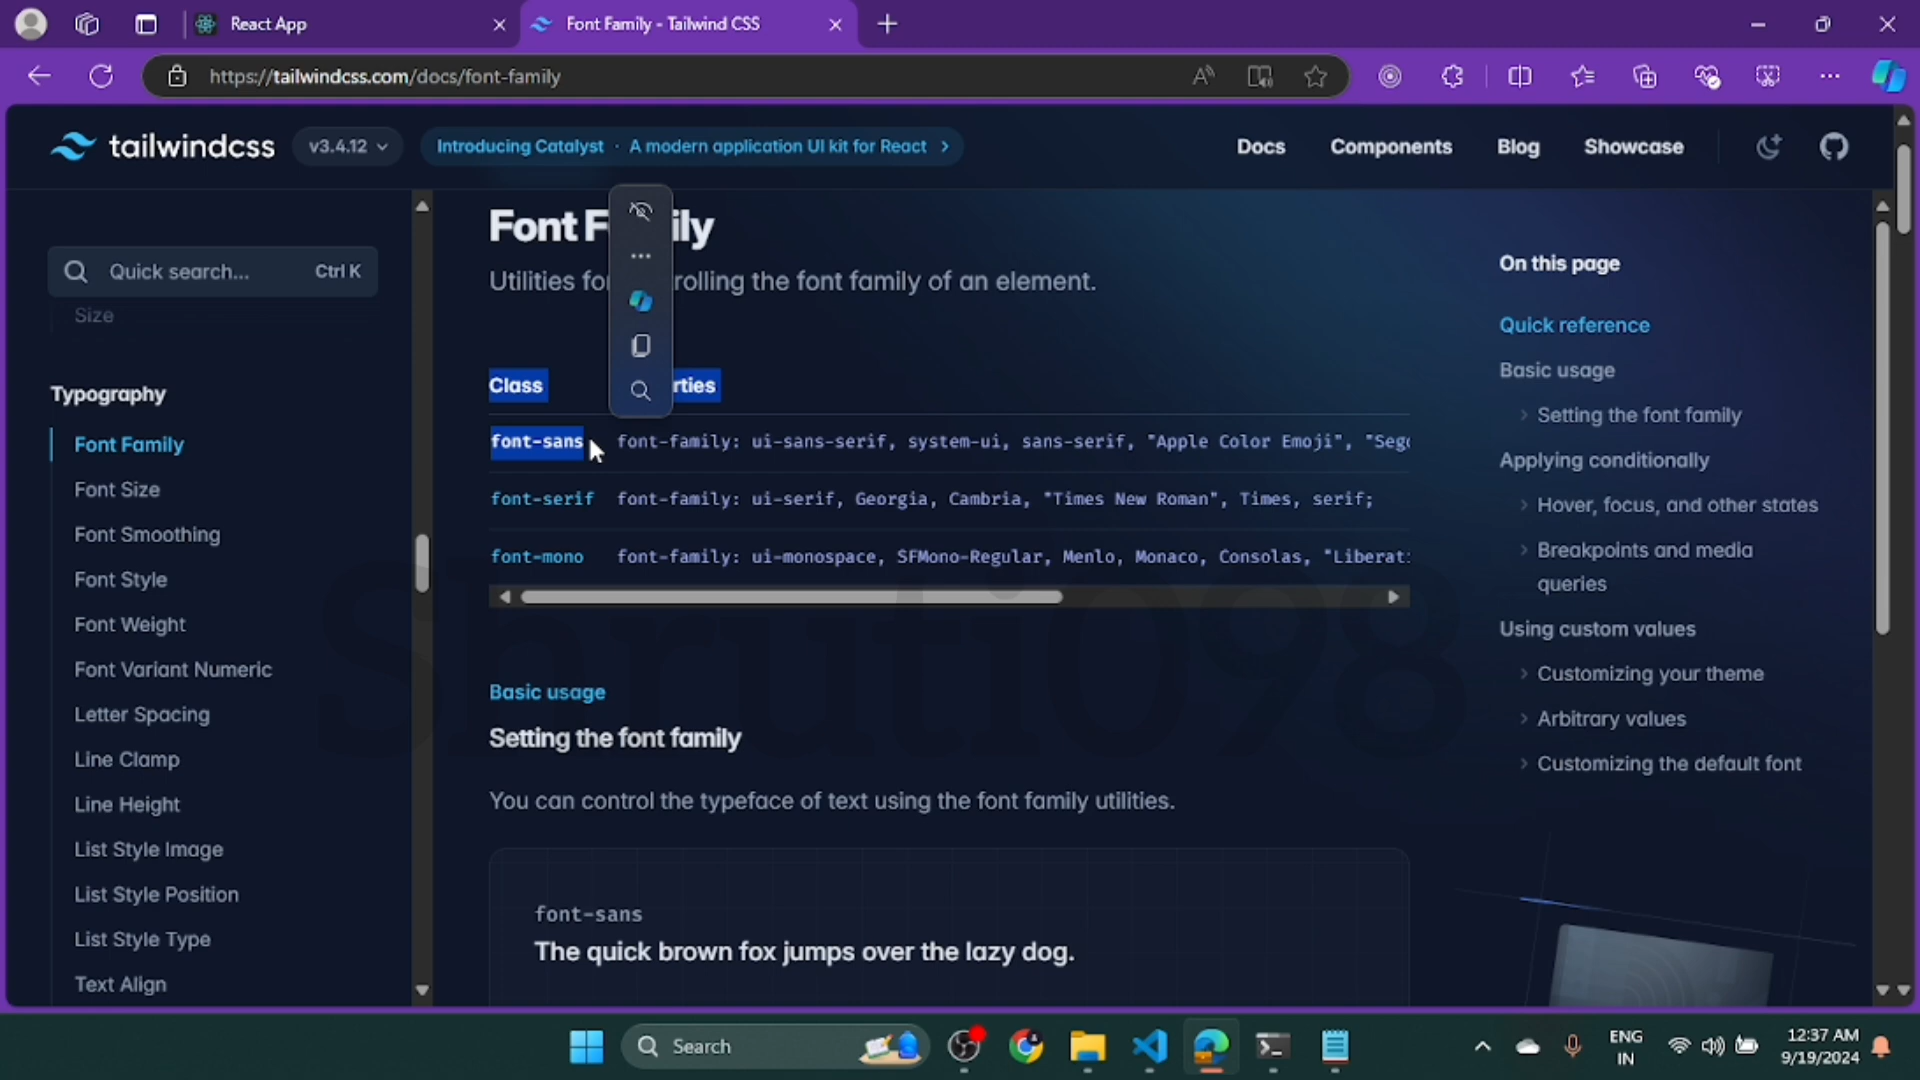 React App
Font Family - Tailwind CSS
https://tailwindcss.com/docs/font-family
tailwindcss
v3.4.12
Introducing Catalyst · A modern application UI kit for React
Docs
Components
Blog
Showcase
Quick search...
Ctrl K
Size
Typography
Font Family
Font Size
Font Smoothing
Font Style
Font Weight
Font Variant Numeric
Letter Spacing
Line Clamp
Line Height
List Style Image
List Style Position
List Style Type
Text Align
Font F ily
Utilities fo rolling the font family of an element.
Class rties
font-sans font-family: ui-sans-serif, system-ui, sans-serif, "Apple Color Emoji", "Sego
font-serif font-family: ui-serif, Georgia, Cambria, "Times New Roman", Times, serif;
font-mono font-family: ui-monospace, SFMono-Regular, Menlo, Monaco, Consolas, "Liberati
Basic usage
Setting the font family
You can control the typeface of text using the font family utilities.
font-sans
The quick brown fox jumps over the lazy dog.
On this page
Quick reference
Basic usage
Setting the font family
Applying conditionally
Hover, focus, and other states
Breakpoints and media
queries
Using custom values
Customizing your theme
Arbitrary values
Customizing the default font
Shruti098
Search
ENG
IN
12:37 AM
9/19/2024